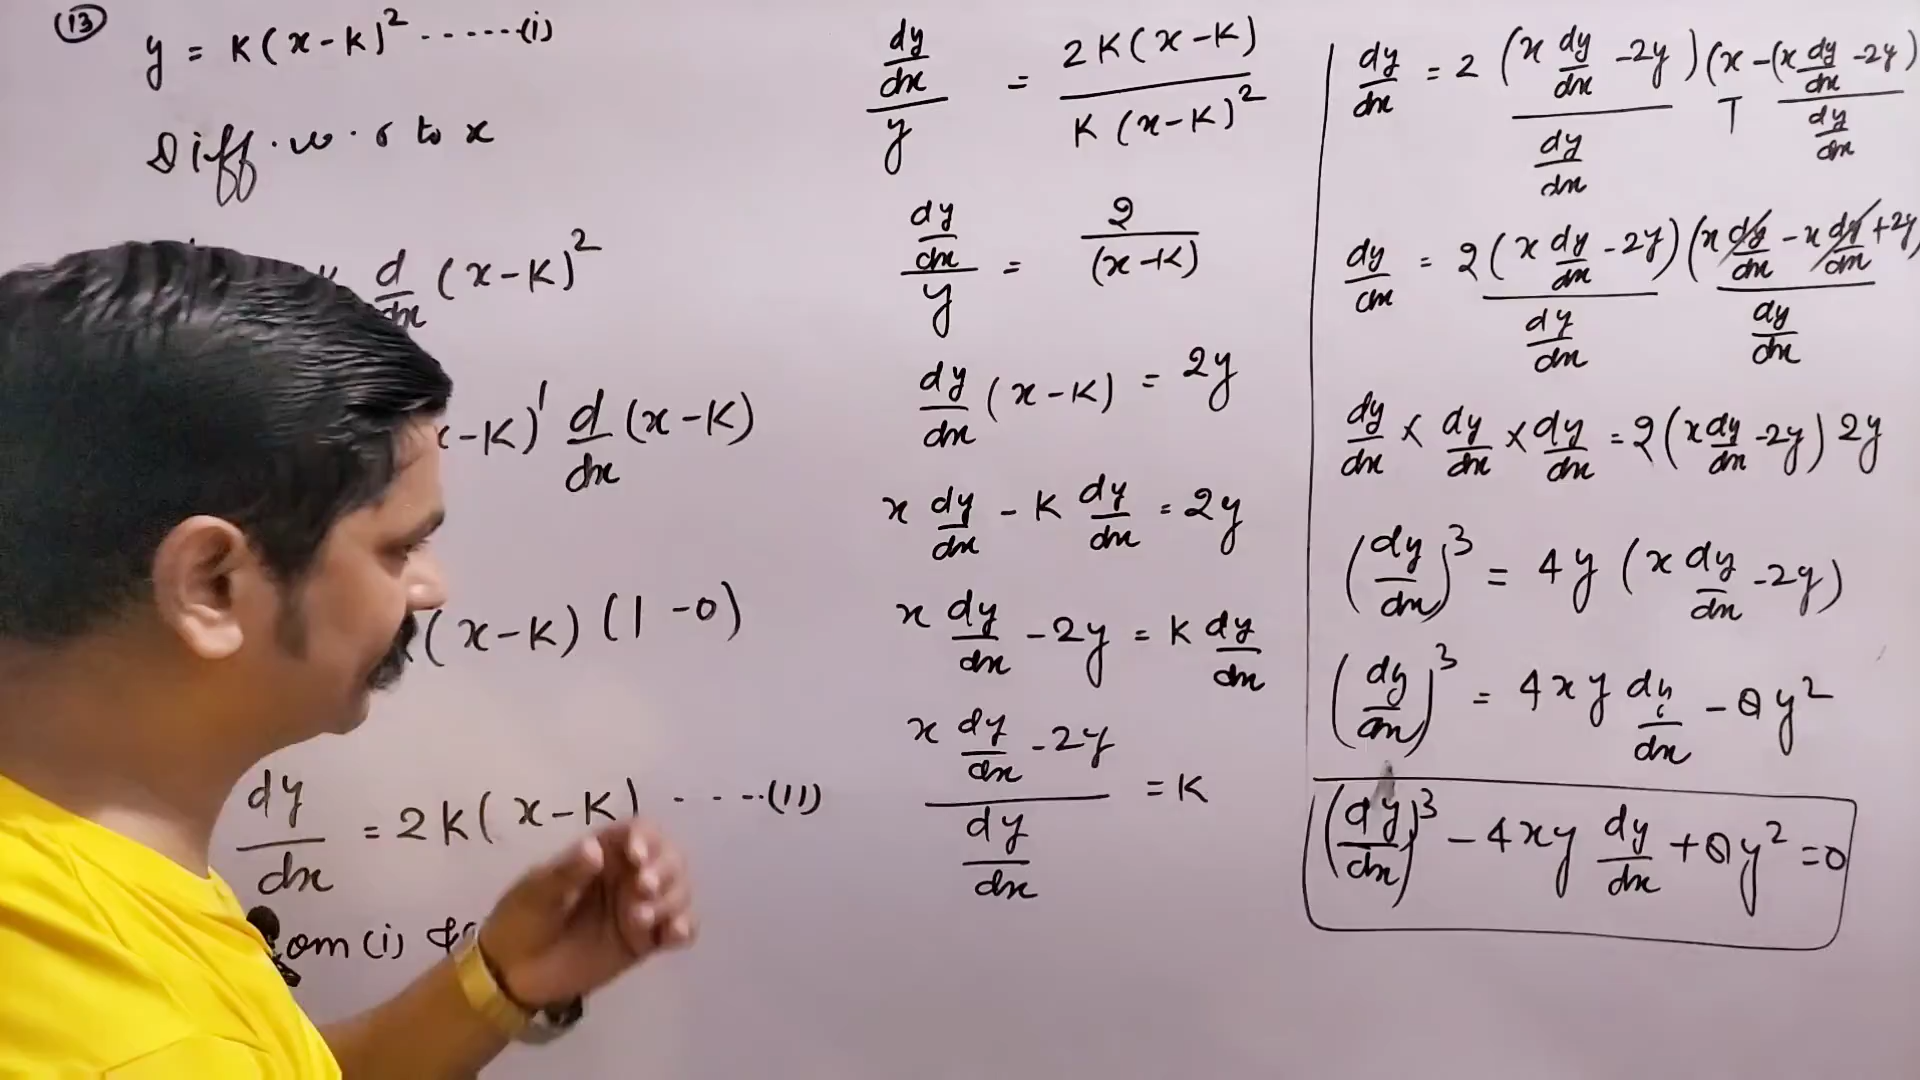 (13) y = K(x-K)² ......(i)
Diff. w. r to x
d/dx (x-K)²
x-K)' d/dx (x-K)
(x-K) (1-0)
dy/dx = 2K(x-K) ....(ii)
om (i) &
(dy/dx)/y = 2K(x-K)/K(x-K)²
(dy/dx)/y = 2/(x-K)
dy/dx (x-K) = 2y
x dy/dx - K dy/dx = 2y
x dy/dx - 2y = K dy/dx
(x dy/dx - 2y)/(dy/dx) = K
dy/dx = 2 (x dy/dx - 2y)/(dy/dx) (x/1 - (x dy/dx - 2y)/(dy/dx)
dy/dx = 2(x dy/dx - 2y)/(dy/dx) (x dy/dx - x dy/dx + 2y)/(dy/dx)
dy/dx × dy/dx × dy/dx = 2(x dy/dx - 2y) 2y
(dy/dx)³ = 4y (x dy/dx - 2y)
(dy/dx)³ = 4xy dy/dx - 8y²
(dy/dx)³ - 4xy dy/dx + 8y² = 0